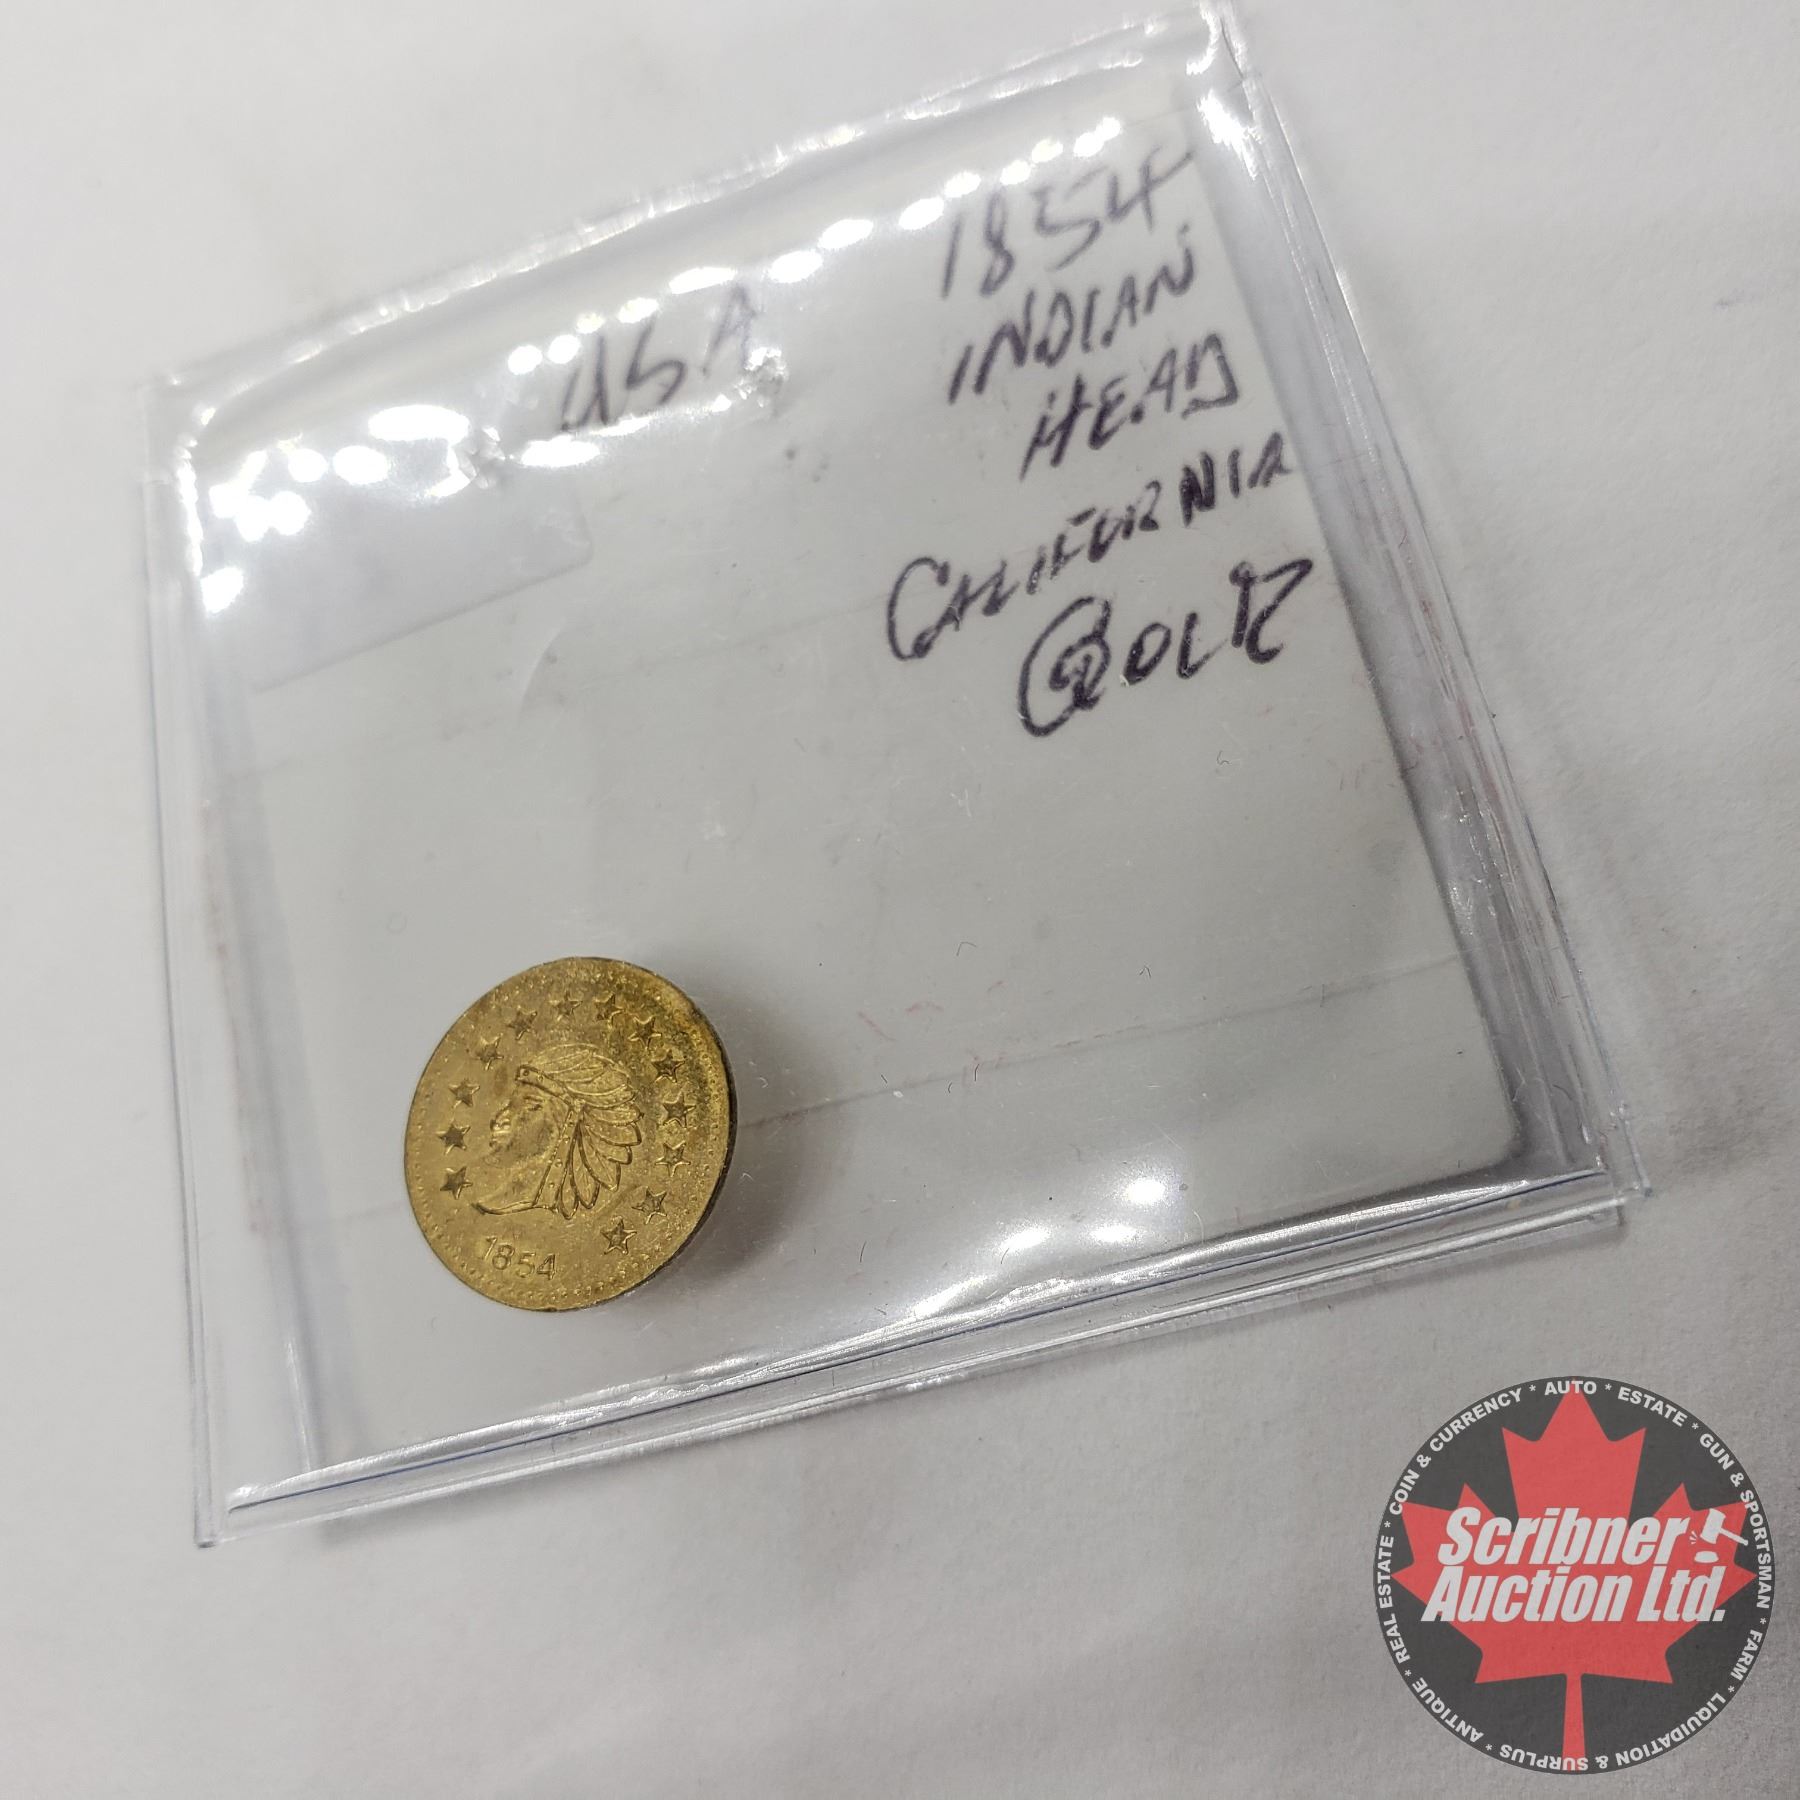 USA
1854
INDIAN
HEAD
CALIFORNIA
GOLD
1854
COIN & CURRENCY * AUTO * ESTATE * GUN & SPORTSMAN * FARM * LIQUIDATION & SURPLUS * ANTIQUE * REAL ESTATE *
Scribner
Auction Ltd.